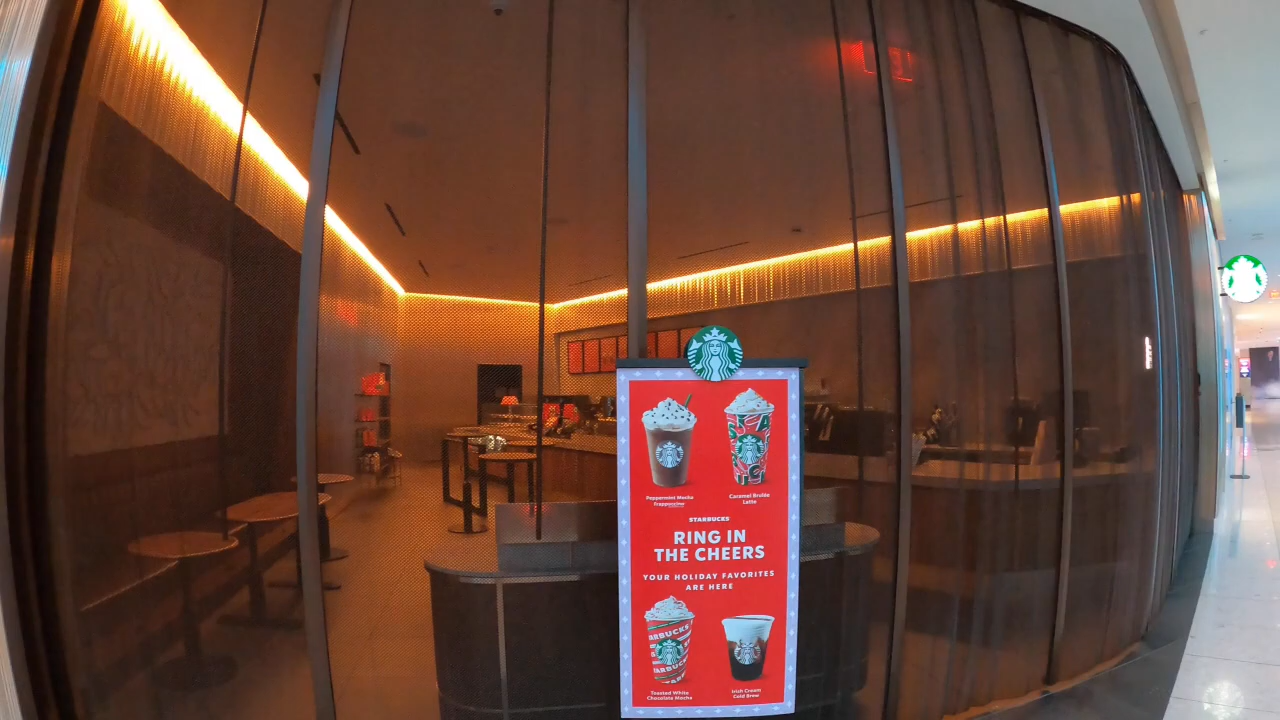 Peppermint Mocha
Frappuccino
Caramel Brulée
Latte
STARBUCKS
RING IN
THE CHEERS
YOUR HOLIDAY FAVORITES
ARE HERE
ARBUCKS
Toasted White
Chocolate Mocha
Irish Cream
Cold Brew